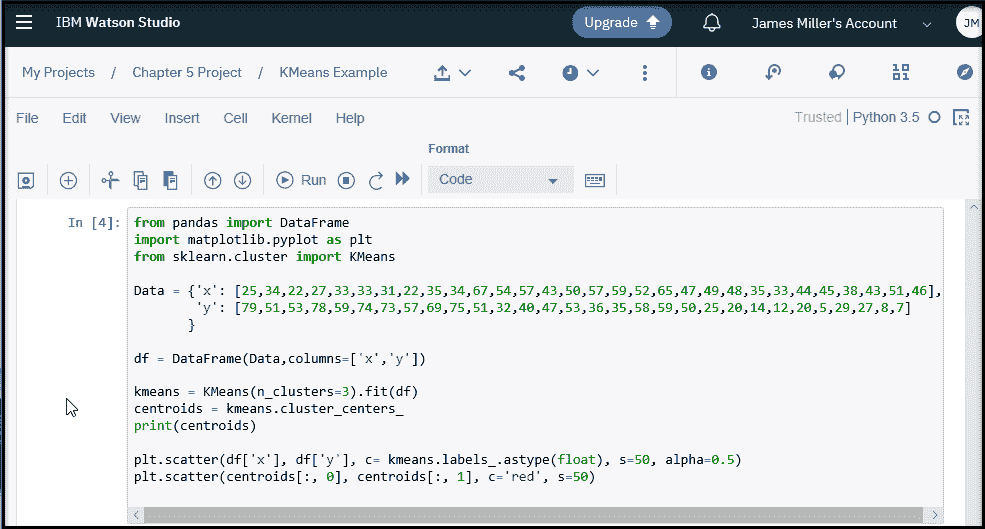 IBM Watson Studio
Upgrade
James Miller's Account
JM
My Projects / Chapter 5 Project / KMeans Example
File Edit View Insert Cell Kernel Help
Trusted | Python 3.5
Format
Run
Code
In [4]: from pandas import DataFrame
import matplotlib.pyplot as plt
from sklearn.cluster import KMeans
Data = {'x': [25,34,22,27,33,33,31,22,35,34,67,54,57,43,50,57,59,52,65,47,49,48,35,33,44,45,38,43,51,46],
'y': [79,51,53,78,59,74,73,57,69,75,51,32,40,47,53,36,35,58,59,50,25,20,14,12,20,5,29,27,8,7]
}
df = DataFrame(Data,columns=['x','y'])
kmeans = KMeans(n_clusters=3).fit(df)
centroids = kmeans.cluster_centers_
print(centroids)
plt.scatter(df['x'], df['y'], c= kmeans.labels_.astype(float), s=50, alpha=0.5)
plt.scatter(centroids[:, 0], centroids[:, 1], c='red', s=50)